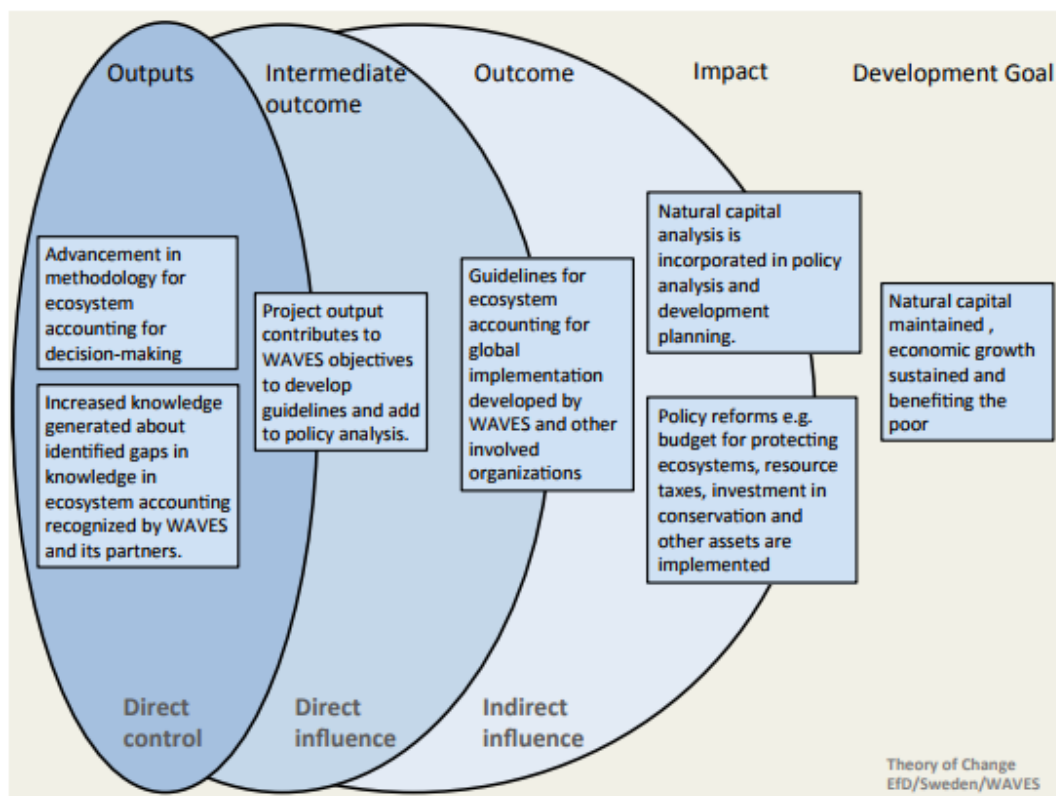 Outputs
Intermediate
outcome
Outcome
Impact
Development Goal
Advancement in
methodology for
ecosystem
accounting for
decision-making
Increased knowledge
generated about
identified gaps in
knowledge in
ecosystem accounting
recognized by WAVES
and its partners.
Project output
contributes to
WAVES objectives
to develop
guidelines and add
to policy analysis.
Guidelines for
ecosystem
accounting for
global
implementation
developed by
WAVES and other
involved
organizations
Natural capital
analysis is
incorporated in policy
analysis and
development
planning.
Policy reforms e.g.
budget for protecting
ecosystems, resource
taxes, investment in
conservation and
other assets are
implemented
Natural capital
maintained ,
economic growth
sustained and
benefiting the
poor
Direct
control
Direct
influence
Indirect
influence
Theory of Change
EfD/Sweden/WAVES